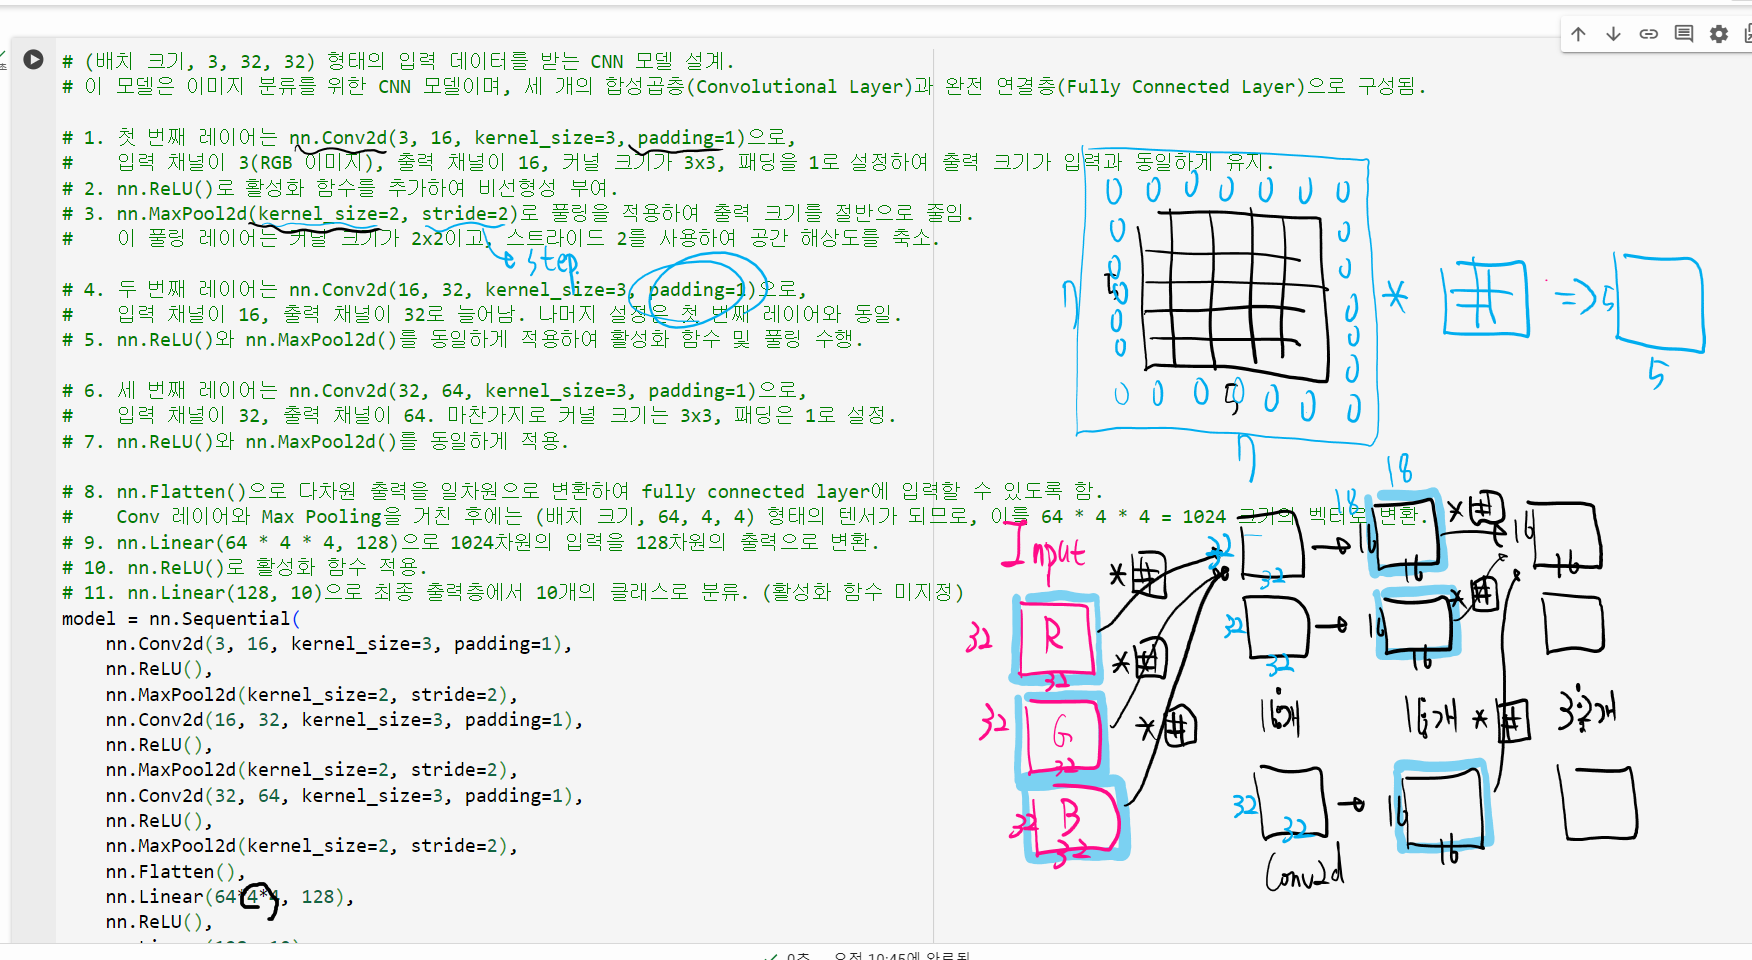 # (배치 크기, 3, 32, 32) 형태의 입력 데이터를 받는 CNN 모델 설계.
# 이 모델은 이미지 분류를 위한 CNN 모델이며, 세 개의 합성곱층(Convolutional Layer)과 완전 연결층(Fully Connected Layer)으로 구성됨.
# 1. 첫 번째 레이어는 nn.Conv2d(3, 16, kernel_size=3, padding=1)으로,
# 입력 채널이 3(RGB 이미지), 출력 채널이 16, 커널 크기가 3x3, 패딩을 1로 설정하여 출력 크기가 입력과 동일하게 유지.
# 2. nn.ReLU()로 활성화 함수를 추가하여 비선형성 부여.
# 3. nn.MaxPool2d(kernel_size=2, stride=2)로 풀링을 적용하여 출력 크기를 절반으로 줄임.
# 이 풀링 레이어는 커널 크기가 2x2이고, 스트라이드 2를 사용하여 공간 해상도를 축소.
step.
# 4. 두 번째 레이어는 nn.Conv2d(16, 32, kernel_size=3, padding=1)으로,
# 입력 채널이 16, 출력 채널이 32로 늘어남. 나머지 설정은 첫 번째 레이어와 동일.
# 5. nn.ReLU()와 nn.MaxPool2d()를 동일하게 적용하여 활성화 함수 및 풀링 수행.
# 6. 세 번째 레이어는 nn.Conv2d(32, 64, kernel_size=3, padding=1)으로,
# 입력 채널이 32, 출력 채널이 64. 마찬가지로 커널 크기는 3x3, 패딩은 1로 설정.
# 7. nn.ReLU()와 nn.MaxPool2d()를 동일하게 적용.
# 8. nn.Flatten()으로 다차원 출력을 일차원으로 변환하여 fully connected layer에 입력할 수 있도록 함.
# Conv 레이어와 Max Pooling을 거친 후에는 (배치 크기, 64, 4, 4) 형태의 텐서가 되므로, 이를 64 * 4 * 4 = 1024 크기의 벡터로 변환.
# 9. nn.Linear(64 * 4 * 4, 128)으로 1024차원의 입력을 128차원의 출력으로 변환.
# 10. nn.ReLU()로 활성화 함수 적용.
# 11. nn.Linear(128, 10)으로 최종 출력층에서 10개의 클래스로 분류. (활성화 함수 미지정)
model = nn.Sequential(
nn.Conv2d(3, 16, kernel_size=3, padding=1),
nn.ReLU(),
nn.MaxPool2d(kernel_size=2, stride=2),
nn.Conv2d(16, 32, kernel_size=3, padding=1),
nn.ReLU(),
nn.MaxPool2d(kernel_size=2, stride=2),
nn.Conv2d(32, 64, kernel_size=3, padding=1),
nn.ReLU(),
nn.MaxPool2d(kernel_size=2, stride=2),
nn.Flatten(),
nn.Linear(64*4*4, 128),
nn.ReLU(),
0 0 0 0 0 0 0
0 0
0 0
0 0
0 0
0 0
0 0 0 0 0 0 0
7
7
5
5
*
=> 5
5
Input
32 R
32
32 G
32
32 B
32
*
*
*
32
32
32
32
16개
32
32
Conv2d
18
18
16
16
16
16
16개
16
16
*
*
*
16
16
32개